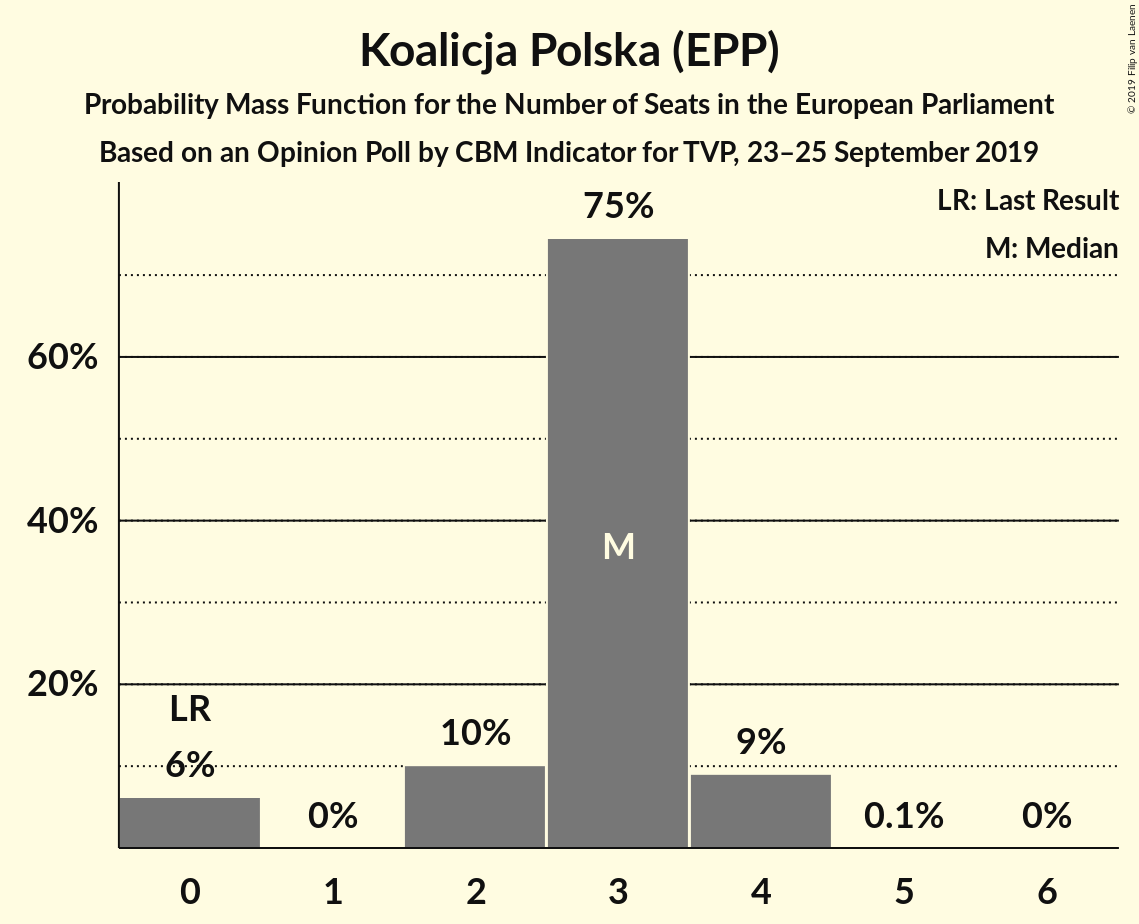 Koalicja Polska (EPP)
Probability Mass Function for the Number of Seats in the European Parliament
Based on an Opinion Poll by CBM Indicator for TVP, 23–25 September 2019
© 2019 Filip van Laenen
LR: Last Result
M: Median
75%
60%
40%
20%
M
LR
6%
0%
10%
9%
0.1%
0%
0 1 2 3 4 5 6